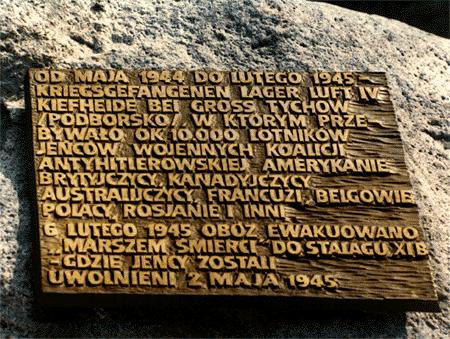 OD MAJA 1944 DO LUTEGO 1945
KRIEGSGEFANGENEN LAGER LUFT IV
KIEFHEIDE BEI GROSS TYCHOW
/PODBORSKO/ W KTÓRYM PRZE
BYWAŁO OK 10.000 LOTNIKÓW
JEŃCÓW WOJENNYCH KOALICJI
ANTYHITLEROWSKIEJ AMERYKANIE
BRYTYJCZYCY, KANADYJCZYCY
AUSTRALIJCZYCY, FRANCUZI, BELGOWIE
POLACY, ROSJANIE I INNI
6 LUTEGO 1945 OBÓZ EWAKUOWANO
"MARSZEM ŚMIERCI" DO STALAGU XI B
– GDZIE JEŃCY ZOSTALI
UWOLNIENI 2 MAJA 1945